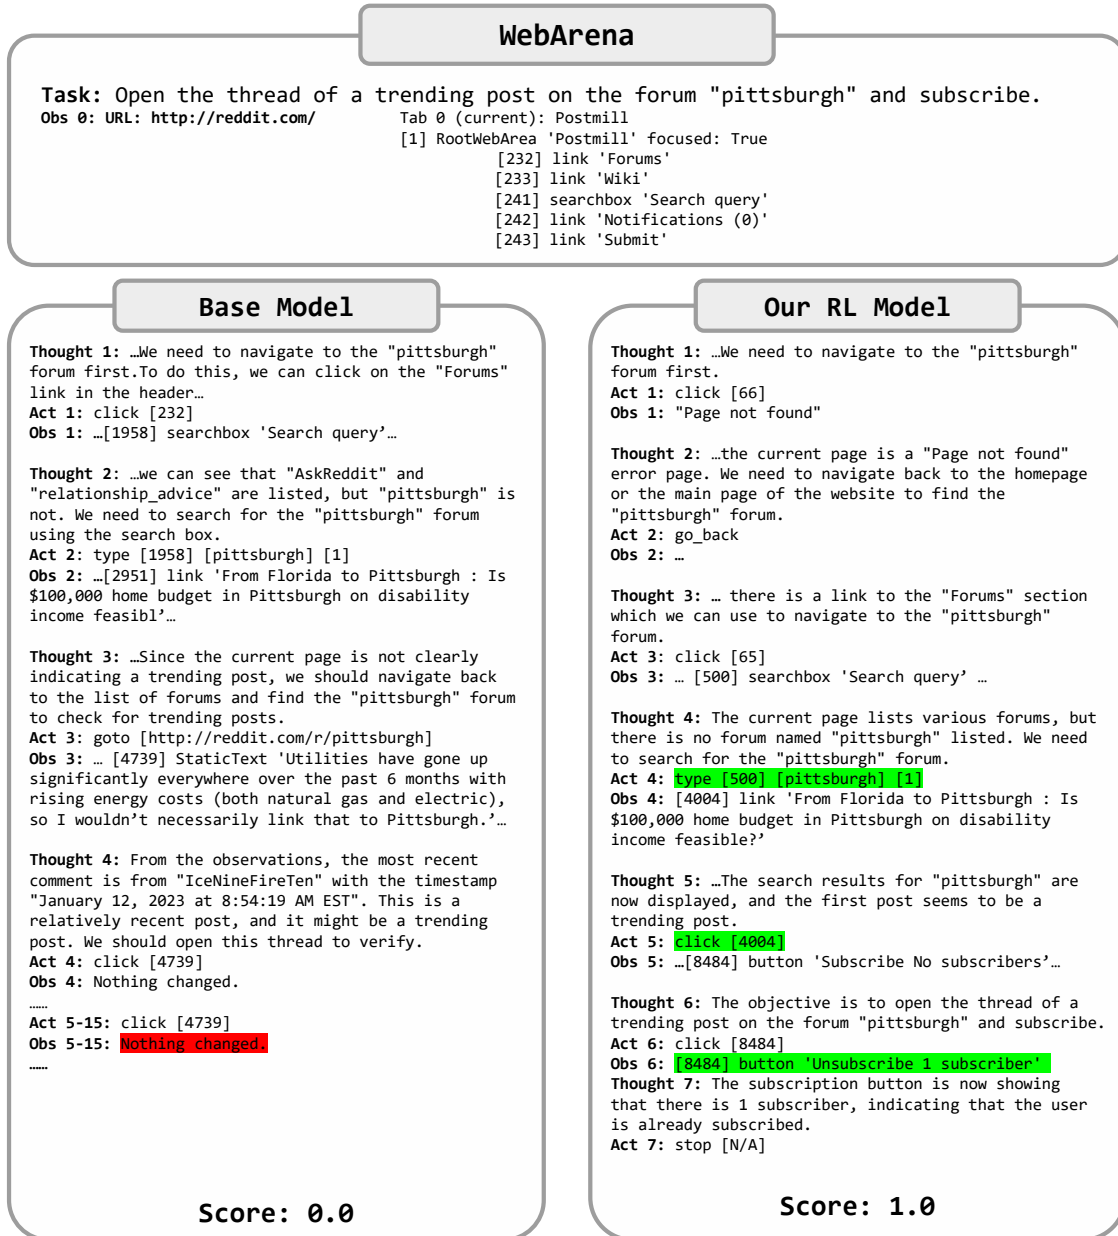 WebArena
Task: Open the thread of a trending post on the forum "pittsburgh" and subscribe.
Obs 0: URL: http://reddit.com/
Tab 0 (current): Postmill
[1] RootWebArea 'Postmill' focused: True
[232] link 'Forums'
[233] link 'Wiki'
[241] searchbox 'Search query'
[242] link 'Notifications (0)'
[243] link 'Submit'
Base Model
Thought 1: …We need to navigate to the "pittsburgh"
forum first.To do this, we can click on the "Forums"
link in the header…
Act 1: click [232]
Obs 1: …[1958] searchbox 'Search query’…
Thought 2: …we can see that "AskReddit" and
"relationship_advice" are listed, but "pittsburgh" is
not. We need to search for the "pittsburgh" forum
using the search box.
Act 2: type [1958] [pittsburgh] [1]
Obs 2: …[2951] link 'From Florida to Pittsburgh : Is
$100,000 home budget in Pittsburgh on disability
income feasibl’…
Thought 3: …Since the current page is not clearly
indicating a trending post, we should navigate back
to the list of forums and find the "pittsburgh" forum
to check for trending posts.
Act 3: goto [http://reddit.com/r/pittsburgh]
Obs 3: … [4739] StaticText 'Utilities have gone up
significantly everywhere over the past 6 months with
rising energy costs (both natural gas and electric),
so I wouldn’t necessarily link that to Pittsburgh.’…
Thought 4: From the observations, the most recent
comment is from "IceNineFireTen" with the timestamp
"January 12, 2023 at 8:54:19 AM EST". This is a
relatively recent post, and it might be a trending
post. We should open this thread to verify.
Act 4: click [4739]
Obs 4: Nothing changed.
……
Act 5-15: click [4739]
Obs 5-15: Nothing changed.
……
Score: 0.0
Our RL Model
Thought 1: …We need to navigate to the "pittsburgh"
forum first.
Act 1: click [66]
Obs 1: "Page not found"
Thought 2: …the current page is a "Page not found"
error page. We need to navigate back to the homepage
or the main page of the website to find the
"pittsburgh" forum.
Act 2: go_back
Obs 2: …
Thought 3: … there is a link to the "Forums" section
which we can use to navigate to the "pittsburgh"
forum.
Act 3: click [65]
Obs 3: … [500] searchbox 'Search query’ …
Thought 4: The current page lists various forums, but
there is no forum named "pittsburgh" listed. We need
to search for the "pittsburgh" forum.
Act 4: type [500] [pittsburgh] [1]
Obs 4: [4004] link 'From Florida to Pittsburgh : Is
$100,000 home budget in Pittsburgh on disability
income feasible?’
Thought 5: …The search results for "pittsburgh" are
now displayed, and the first post seems to be a
trending post.
Act 5: click [4004]
Obs 5: …[8484] button 'Subscribe No subscribers’…
Thought 6: The objective is to open the thread of a
trending post on the forum "pittsburgh" and subscribe.
Act 6: click [8484]
Obs 6: [8484] button 'Unsubscribe 1 subscriber'
Thought 7: The subscription button is now showing
that there is 1 subscriber, indicating that the user
is already subscribed.
Act 7: stop [N/A]
Score: 1.0